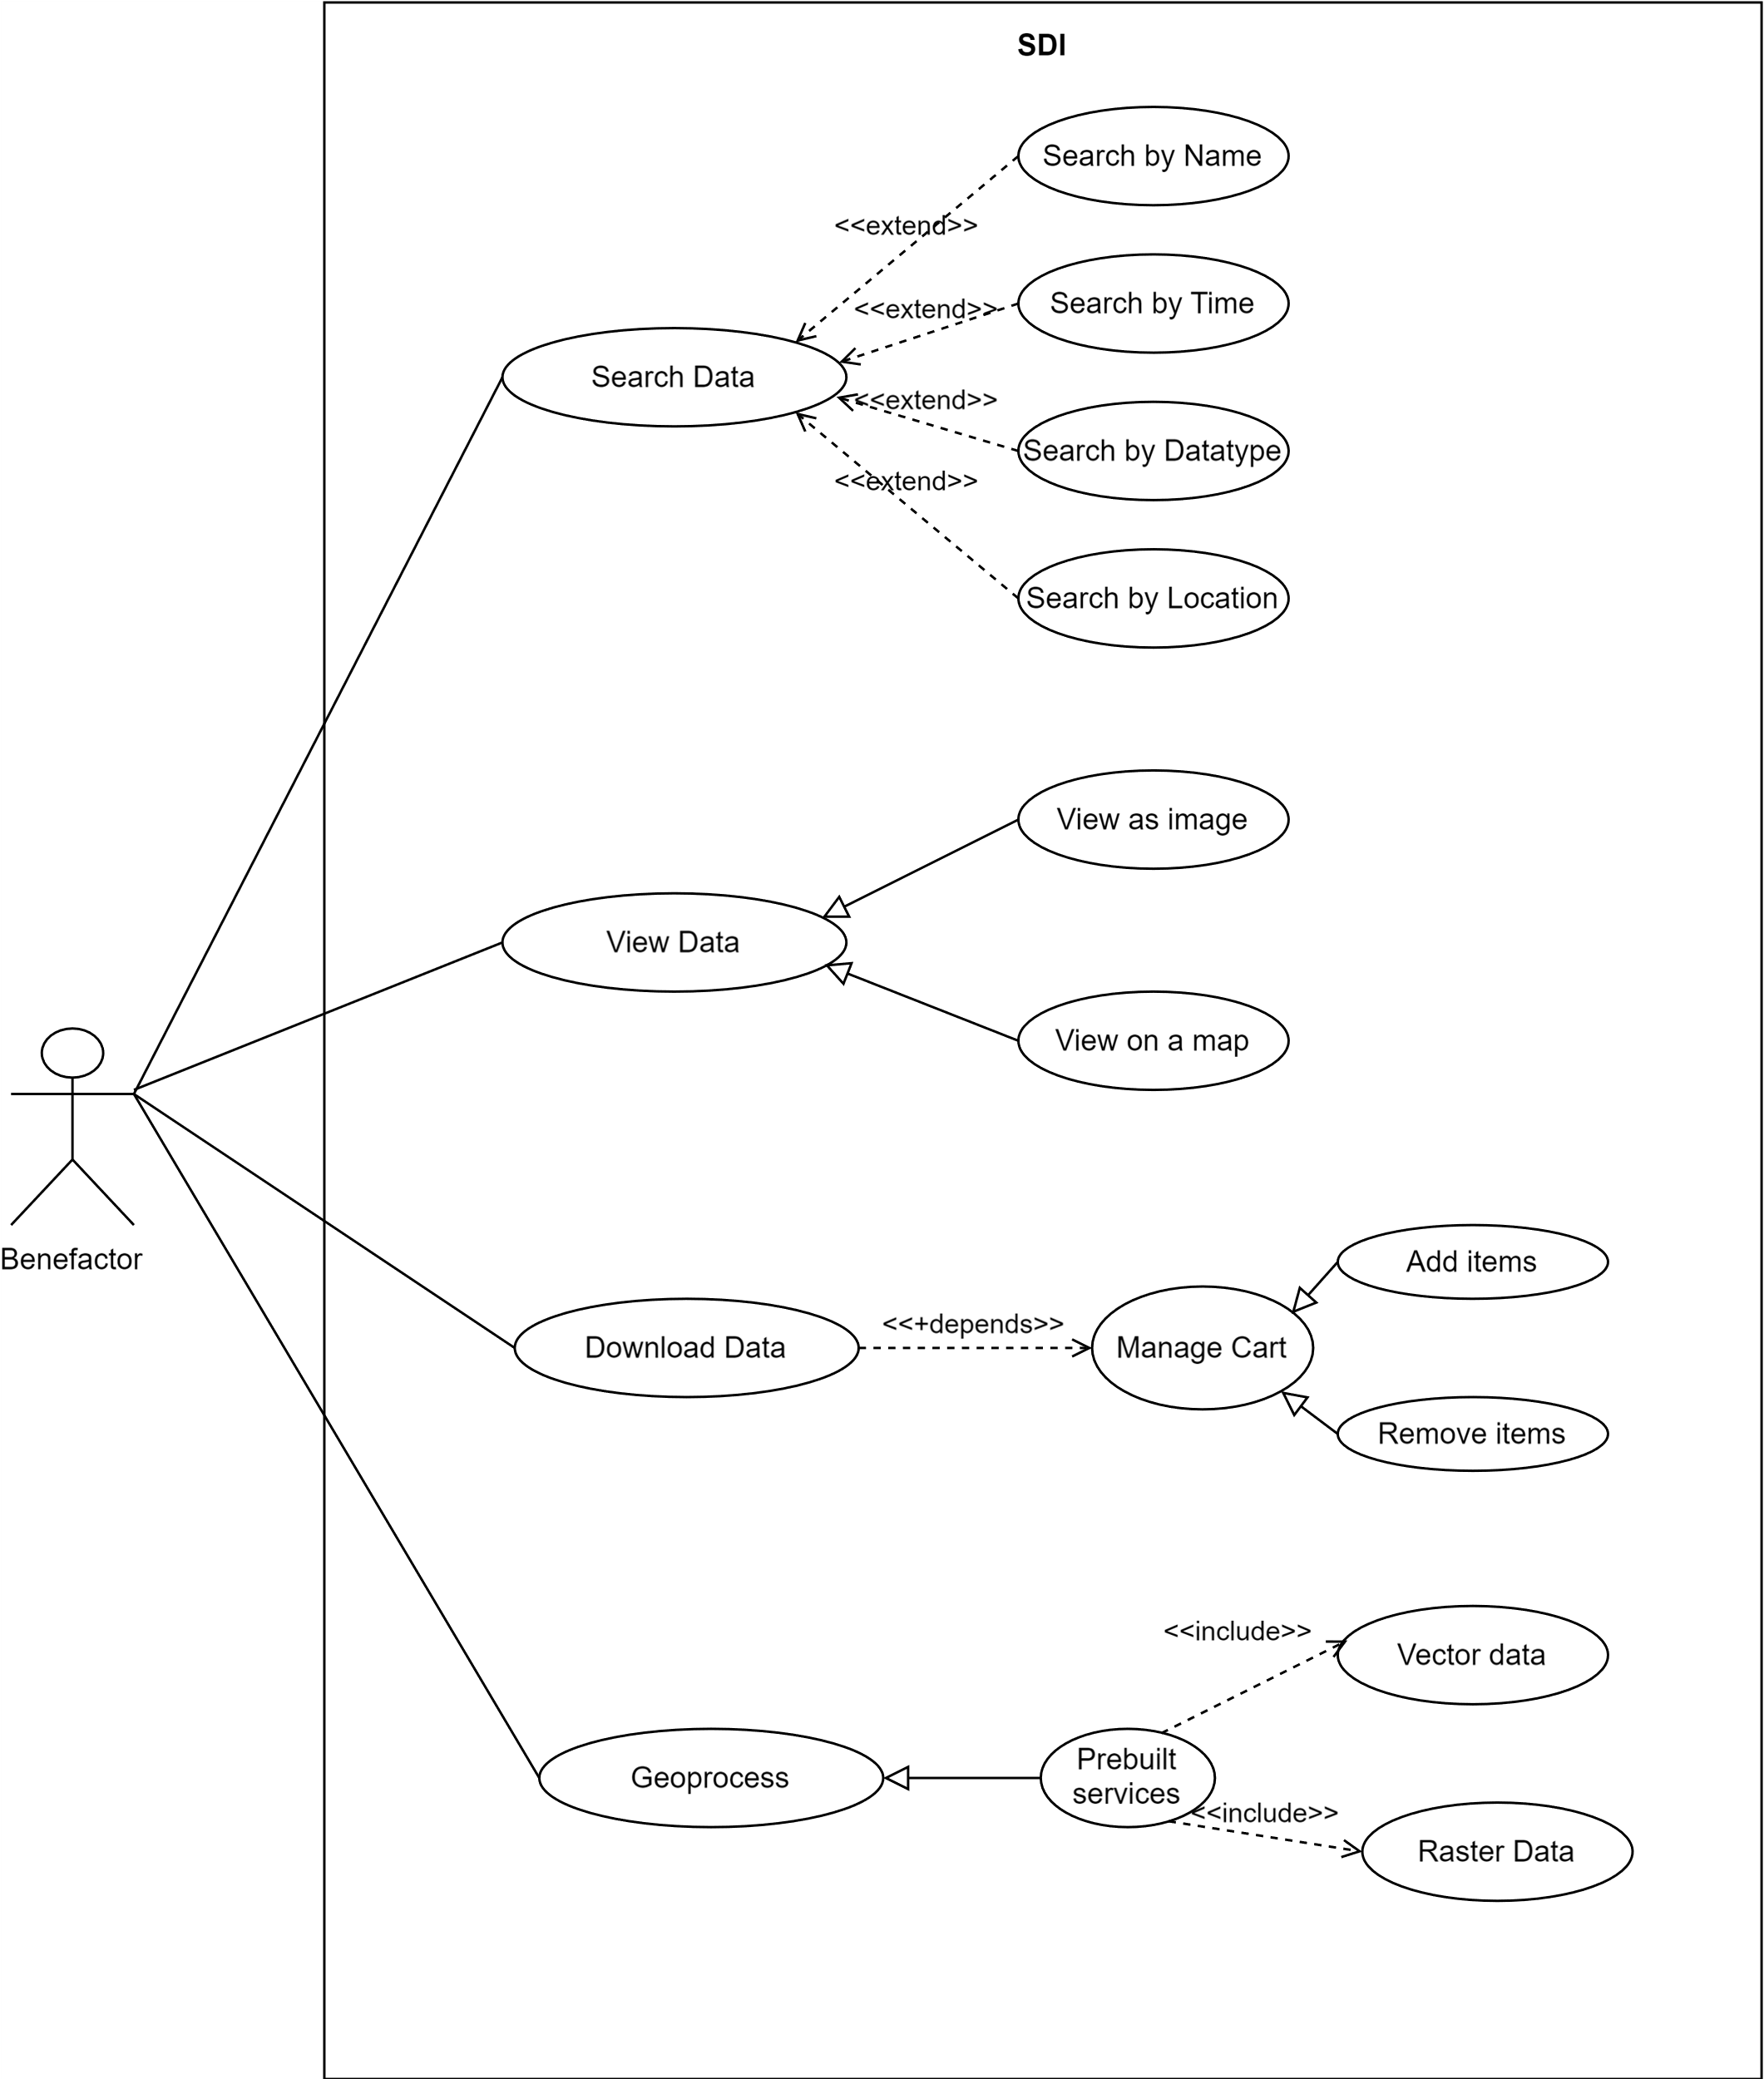 SDI
Search by Name
<<extend>>
Search by Time
<<extend>>
Search Data
<<extend>>
Search by Datatype
<<extend>>
Search by Location
View as image
View Data
View on a map
Benefactor
Add items
<<+depends>>
Download Data
Manage Cart
Remove items
<<include>>
Vector data
Geoprocess
Prebuilt
services
<<include>>
Raster Data